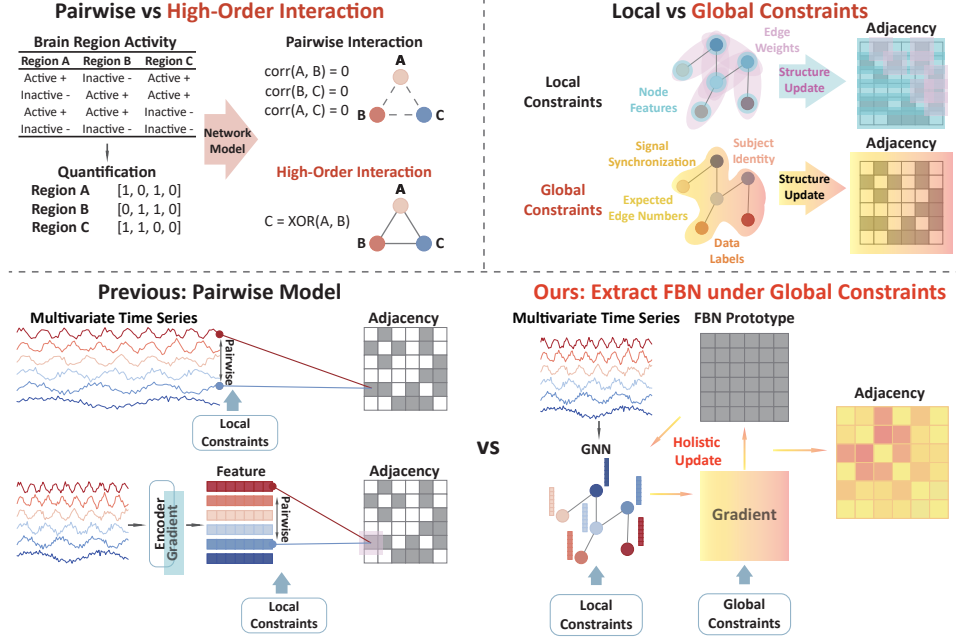 Pairwise vs High-Order Interaction
Brain Region Activity
Region A Region B Region C
Active + Inactive - Active +
Inactive - Active + Active +
Active + Active + Inactive -
Inactive - Inactive - Inactive -
Quantification
Region A [1, 0, 1, 0]
Region B [0, 1, 1, 0]
Region C [1, 1, 0, 0]
Network
Model
Pairwise Interaction
corr(A, B) = 0
corr(B, C) = 0
corr(A, C) = 0
A
B
C
High-Order Interaction
C = XOR(A, B)
A
B
C
Local vs Global Constraints
Local
Constraints
Edge
Weights
Node
Features
Structure
Update
Adjacency
Global
Constraints
Signal
Synchronization
Subject
Identity
Expected
Edge Numbers
Data
Labels
Structure
Update
Adjacency
Previous: Pairwise Model
Multivariate Time Series
Pairwise
Local
Constraints
Adjacency
Encoder
Gradient
Feature
Pairwise
Local
Constraints
Adjacency
VS
Ours: Extract FBN under Global Constraints
Multivariate Time Series
FBN Prototype
GNN
Holistic
Update
Gradient
Adjacency
Local
Constraints
Global
Constraints